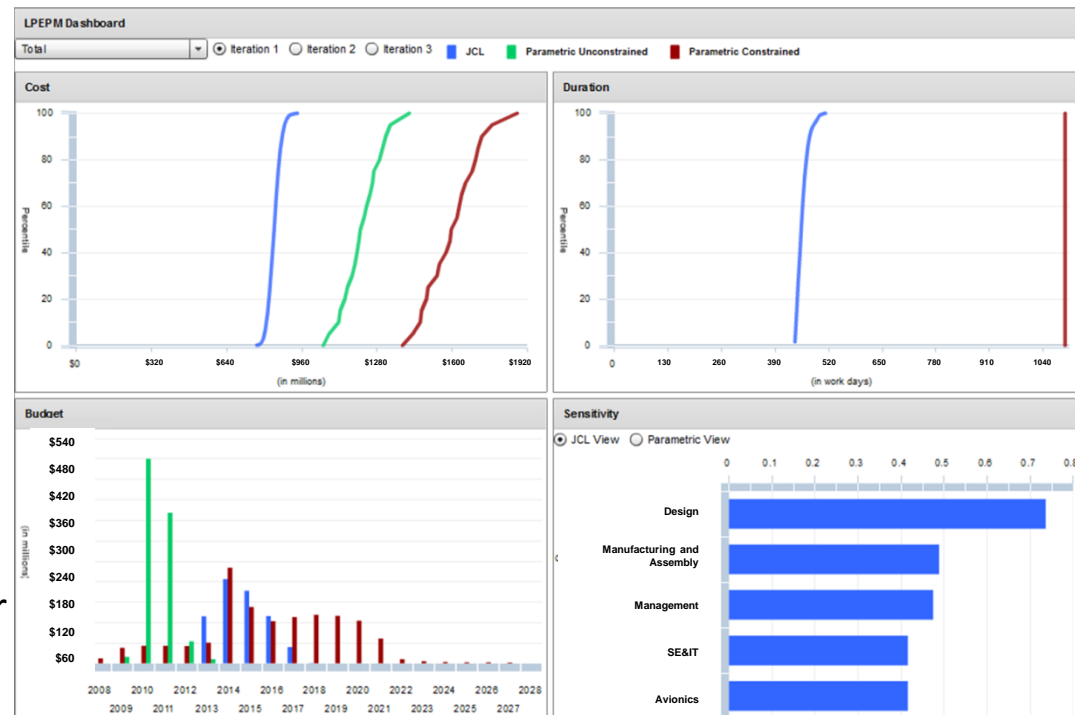 LPEPM Dashboard
Total
Iteration 1
Iteration 2
Iteration 3
JCL
Parametric Unconstrained
Parametric Constrained
Cost
100
80
60
40
20
0
Percentile
$0 $320 $640 $960 $1280 $1600 $1920
(in millions)
Duration
100
80
60
40
20
0
Percentile
0 130 260 390 520 650 780 910 1040
(in work days)
Budget
$540
$480
$420
$360
$300
$240
$180
$120
$60
(in millions)
2008 2010 2012 2014 2016 2018 2020 2022 2024 2026 2028
2009 2011 2013 2015 2017 2019 2021 2023 2025 2027
r
Sensitivity
JCL View
Parametric View
0 0.1 0.2 0.3 0.4 0.5 0.6 0.7 0.8
Design
Manufacturing and
Assembly
Management
SE&IT
Avionics